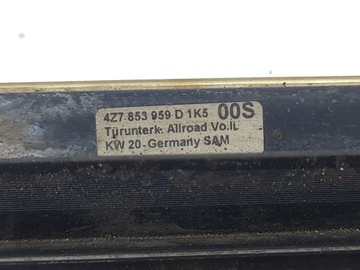 4Z7 853 959 D 1K5 00S
Türunterk. Allroad Vo.li.
KW 20-Germany SAM